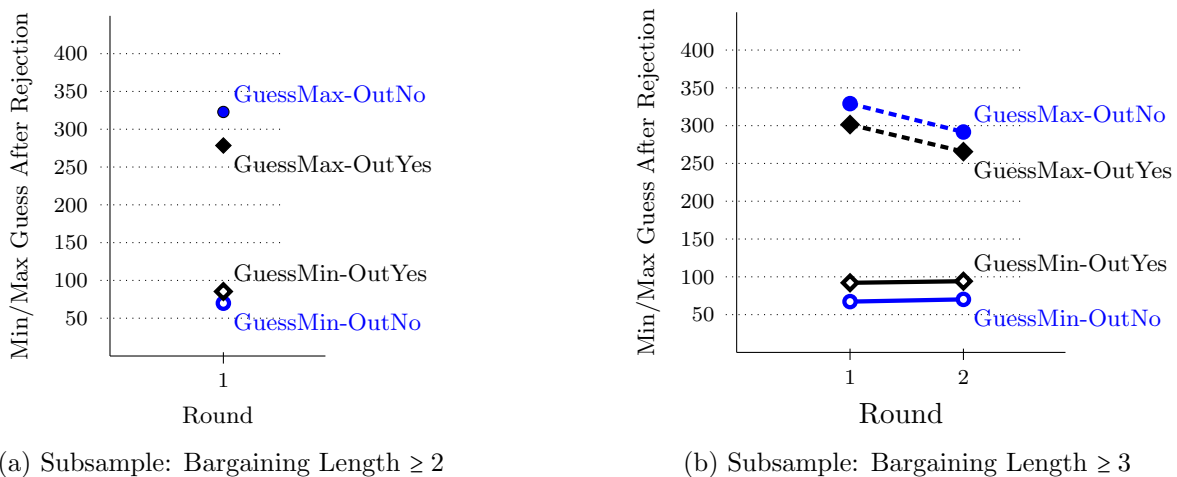 Min/Max Guess After Rejection
400
350
300
250
200
150
100
50
GuessMax-OutNo
GuessMax-OutYes
GuessMin-OutYes
GuessMin-OutNo
1
Round
(a) Subsample: Bargaining Length ≥ 2
Min/Max Guess After Rejection
400
350
300
250
200
150
100
50
GuessMax-OutNo
GuessMax-OutYes
GuessMin-OutYes
GuessMin-OutNo
1 2
Round
(b) Subsample: Bargaining Length ≥ 3